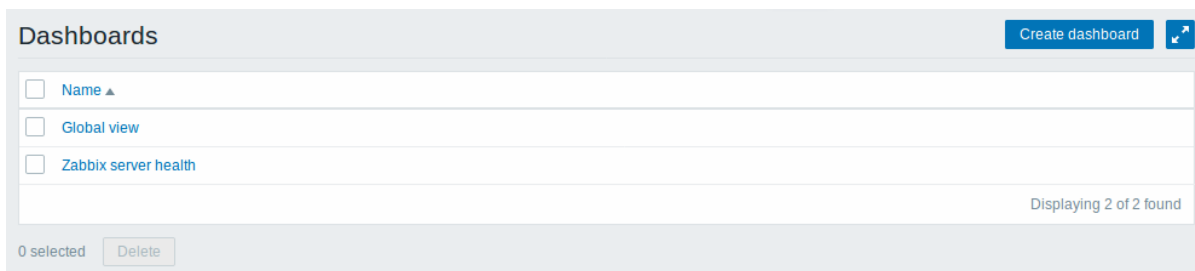 Dashboards
Create dashboard
Name
Global view
Zabbix server health
Displaying 2 of 2 found
0 selected Delete